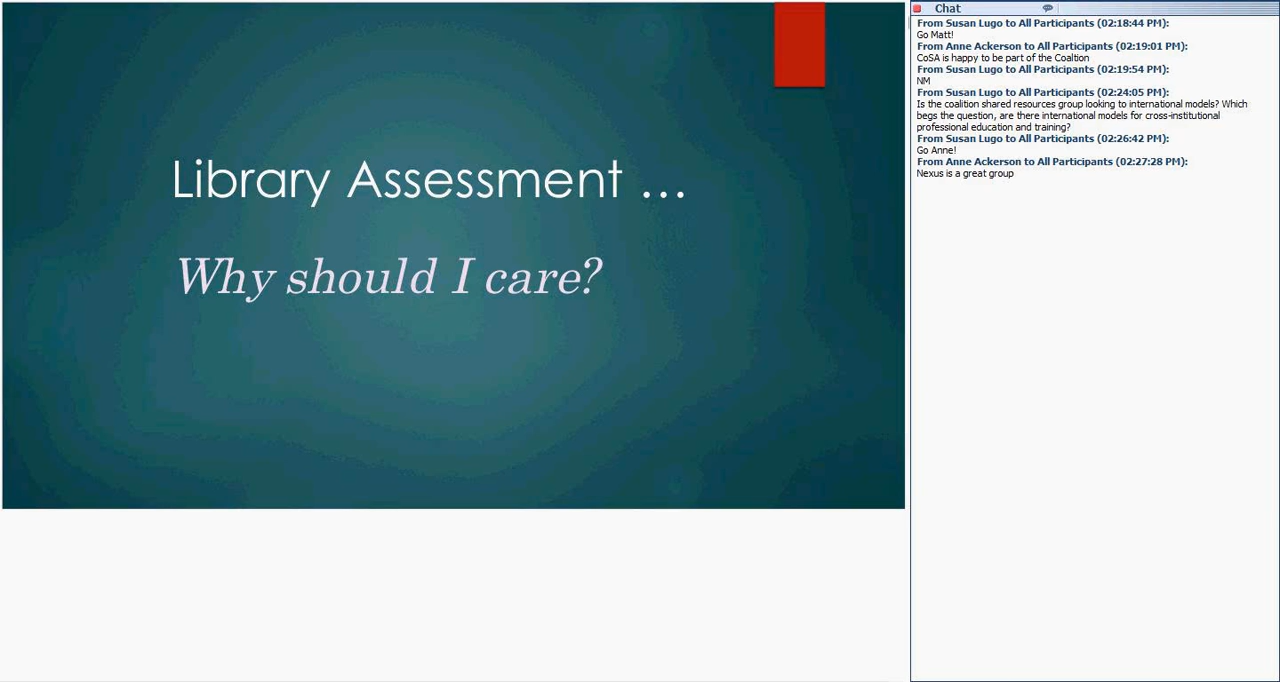 Library Assessment ...
Why should I care?
Chat
From Susan Lugo to All Participants (02:18:44 PM):
Go Matt!
From Anne Ackerson to All Participants (02:19:01 PM):
CoSA is happy to be part of the Coaltion
From Susan Lugo to All Participants (02:19:54 PM):
NM
From Susan Lugo to All Participants (02:24:05 PM):
Is the coalition shared resources group looking to international models? Which
begs the question, are there international models for cross-institutional
professional education and training?
From Susan Lugo to All Participants (02:26:42 PM):
Go Anne!
From Anne Ackerson to All Participants (02:27:28 PM):
Nexus is a great group